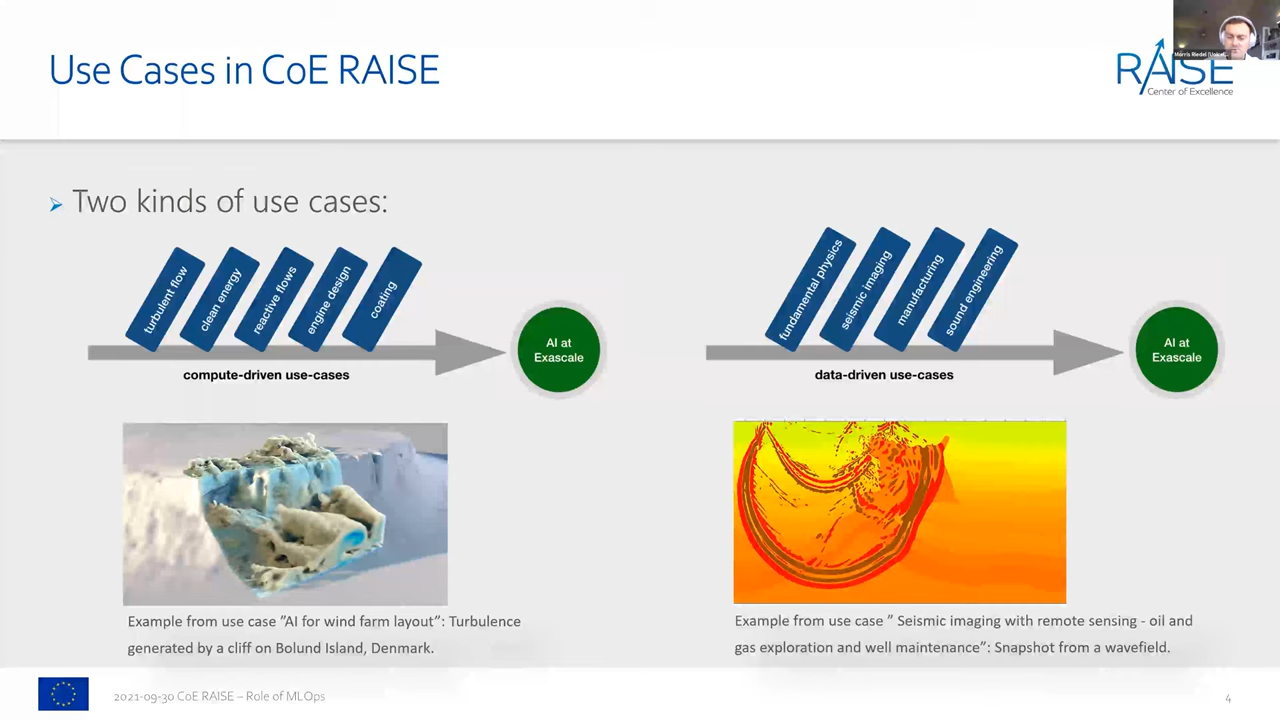 Use Cases in CoE RAISE
RAISE
Center of Excellence
Morris Riedel
Two kinds of use cases:
turbulent flow
clean energy
reactive flows
engine design
coating
AI at
Exascale
compute-driven use-cases
fundamental physics
seismic imaging
manufacturing
sound engineering
AI at
Exascale
data-driven use-cases
Example from use case ”AI for wind farm layout”: Turbulence
generated by a cliff on Bolund Island, Denmark.
Example from use case ” Seismic imaging with remote sensing - oil and
gas exploration and well maintenance”: Snapshot from a wavefield.
2021-09-30 CoE RAISE – Role of MLOps
4